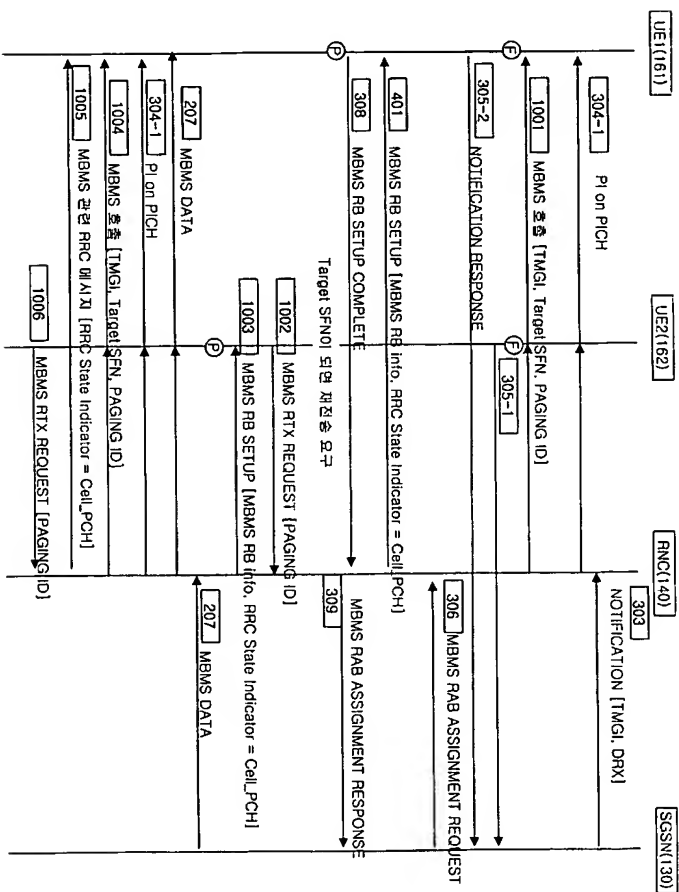 UE1(161)
UE2(162)
RNC(140)
SGSN(130)
303
NOTIFICATION [TMGI, DRX]
304-1 PI on PICH
1001 MBMS 호출 [TMGI, Target SFN, PAGING ID]
F
F
305-1
305-2 NOTIFICATION RESPONSE
306 MBMS RAB ASSIGNMENT REQUEST
401 MBMS RB SETUP [MBMS RB info, RRC State Indicator = Cell_PCH]
308 MBMS RB SETUP COMPLETE
P
309 MBMS RAB ASSIGNMENT RESPONSE
Target SFN이 되면 재전송 요구
1002 MBMS RTX REQUEST [PAGING ID]
1003 MBMS RB SETUP [MBMS RB info, RRC State Indicator = Cell_PCH]
P
207 MBMS DATA
207 MBMS DATA
304-1 PI on PICH
1004 MBMS 호출 [TMGI, Target SFN, PAGING ID]
1005 MBMS 관련 RRC 메시지 [RRC State Indicator = Cell_PCH]
1006 MBMS RTX REQUEST [PAGING ID]